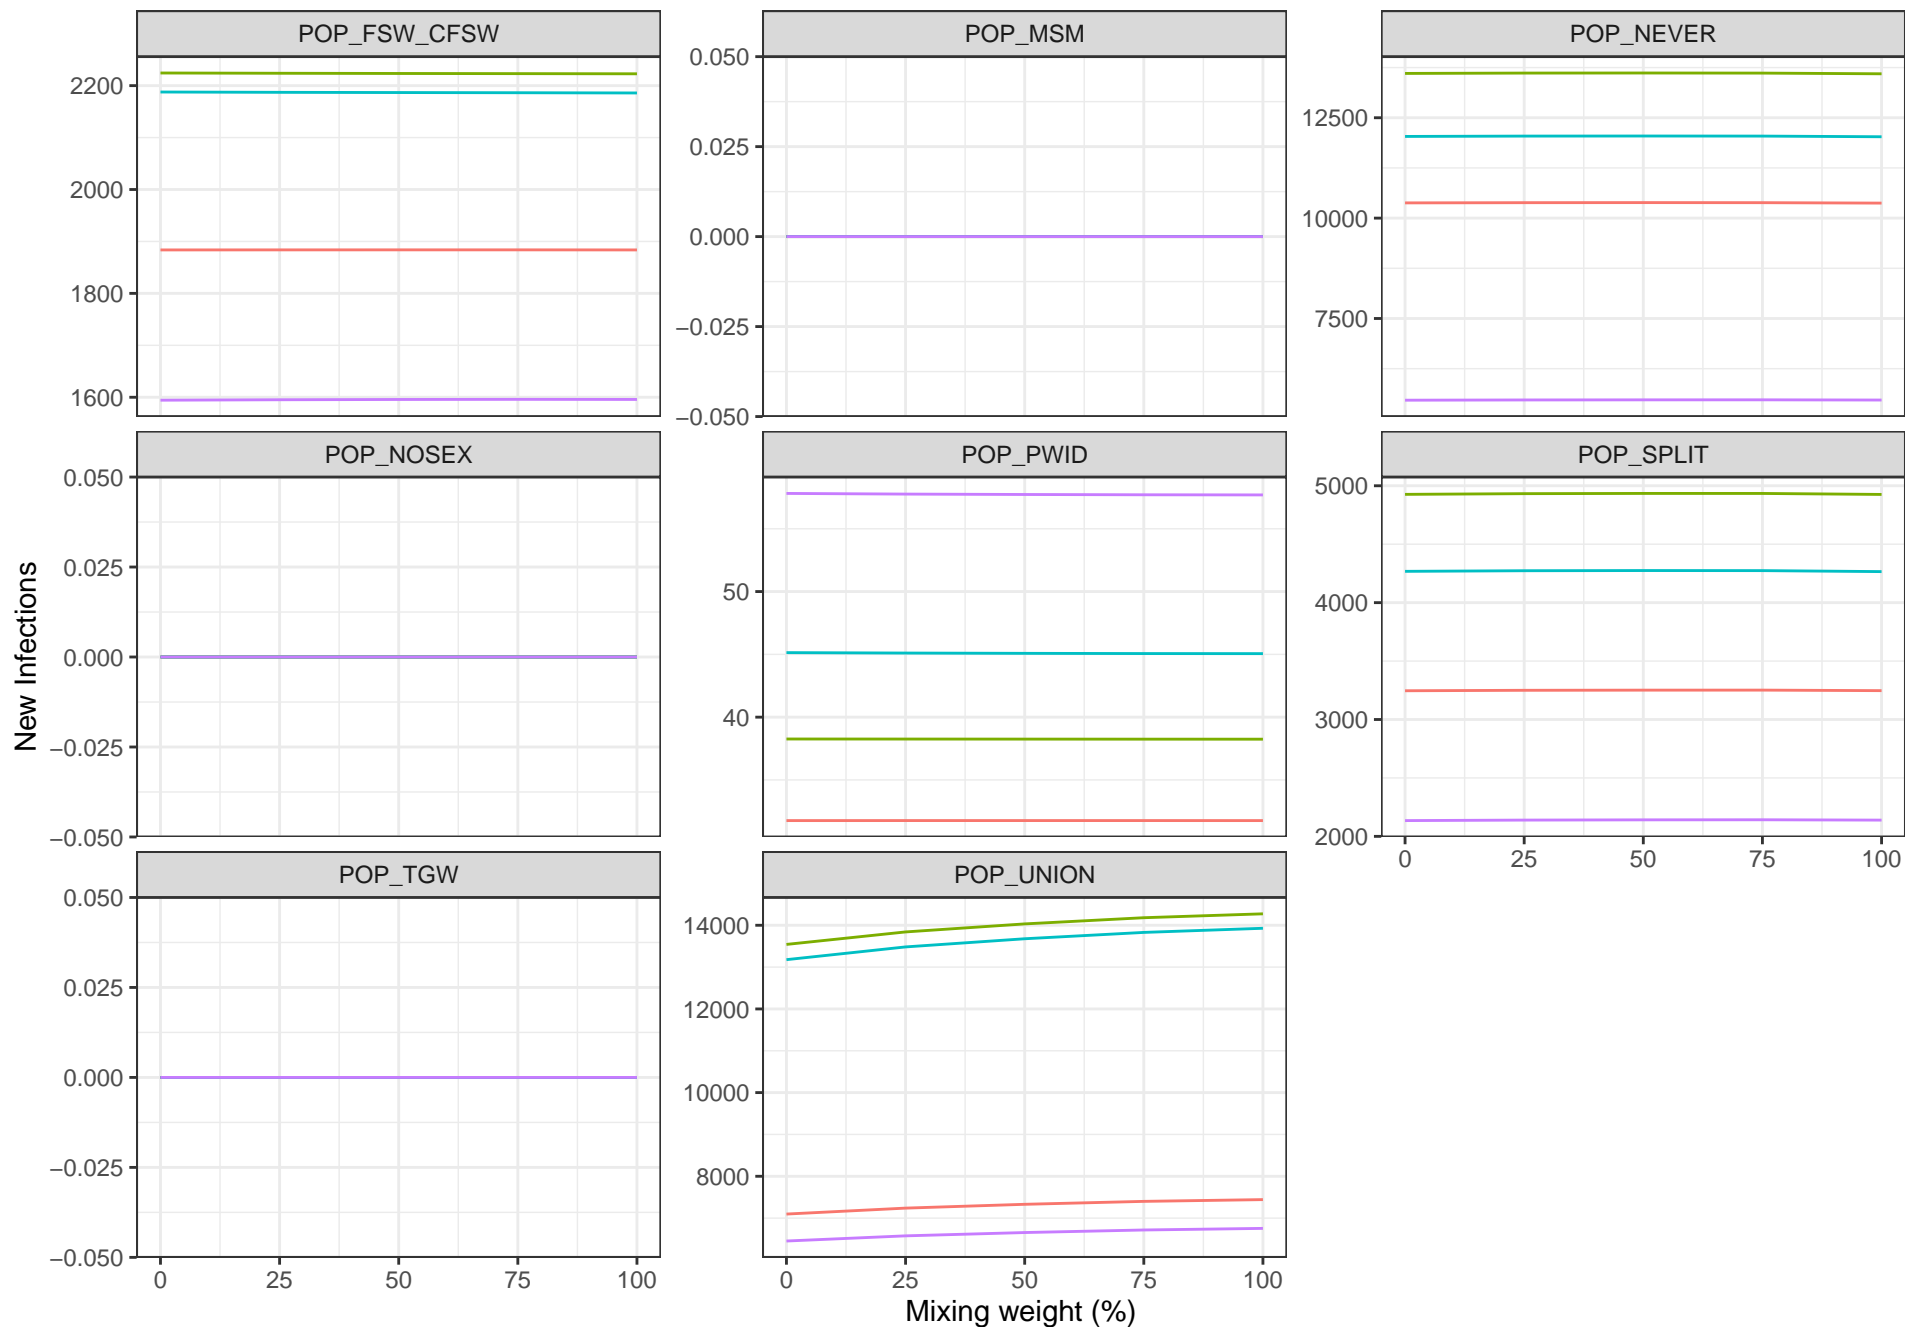 POP_FSW_CFSW
POP_MSM
POP_NEVER
2200
2000
1800
1600
0.050
0.025
0.000
−0.025
−0.050
12500
10000
7500
POP_NOSEX
POP_PWID
POP_SPLIT
0.050
0.025
0.000
−0.025
−0.050
50
40
5000
4000
3000
2000
0 25 50 75 100
POP_TGW
POP_UNION
0.050
0.025
0.000
−0.025
−0.050
14000
12000
10000
8000
0 25 50 75 100
0 25 50 75 100
New Infections
Mixing weight (%)